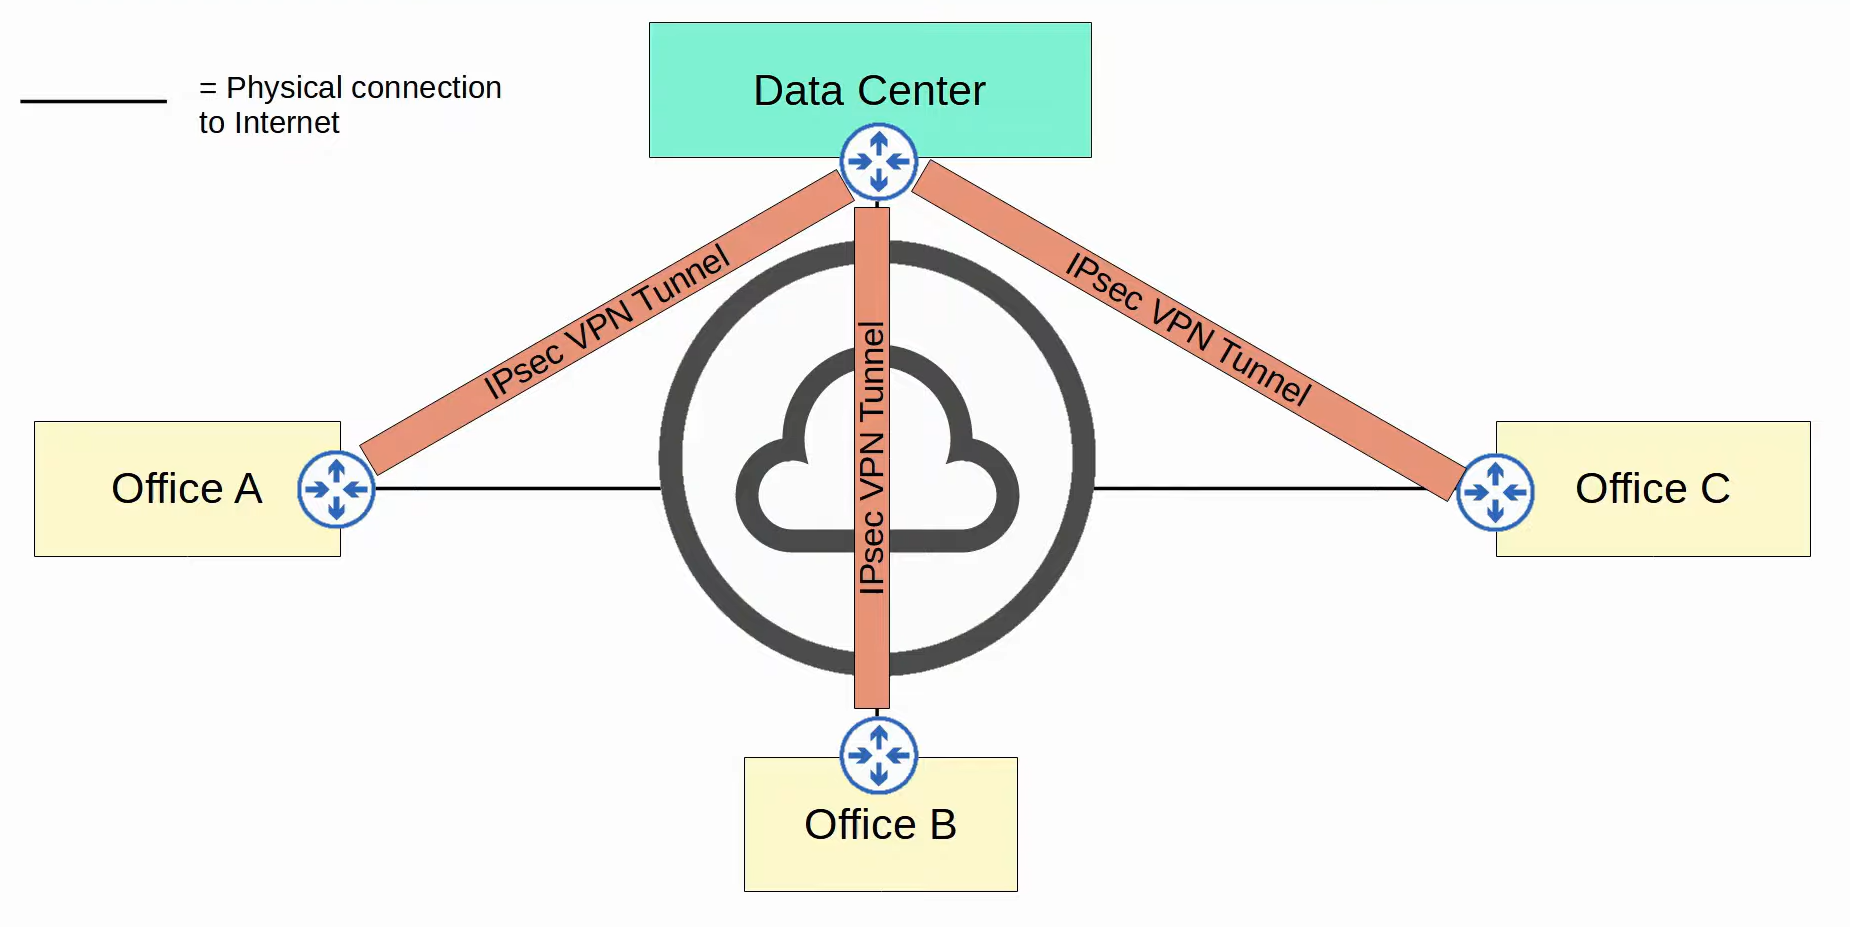 = Physical connection
to Internet
Data Center
IPsec VPN Tunnel
IPsec VPN Tunnel
IPsec VPN Tunnel
Office A
Office C
Office B